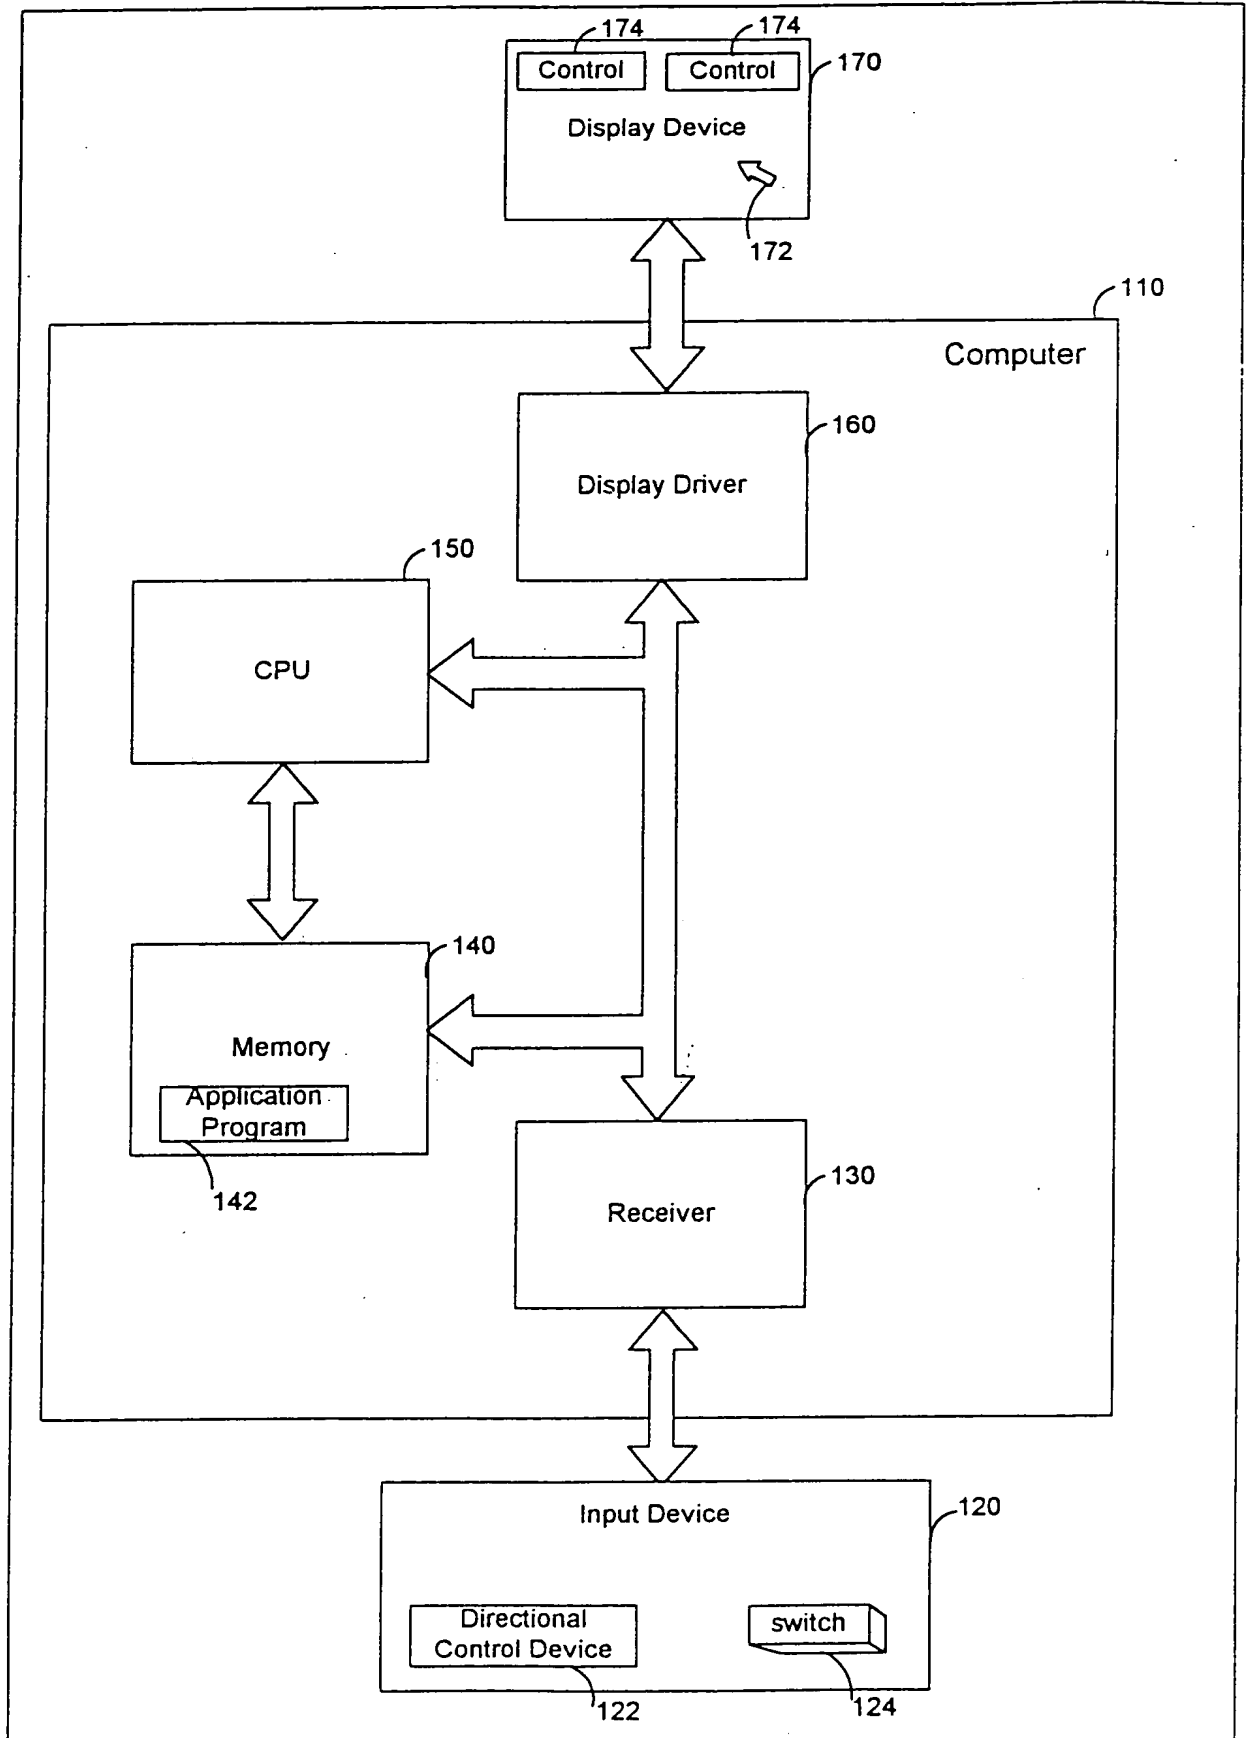 174
174
Control
Control
170
Display Device
172
110
Computer
160
Display Driver
150
CPU
140
Memory
Application
Program
142
130
Receiver
Input Device
120
Directional
Control Device
switch
122
124